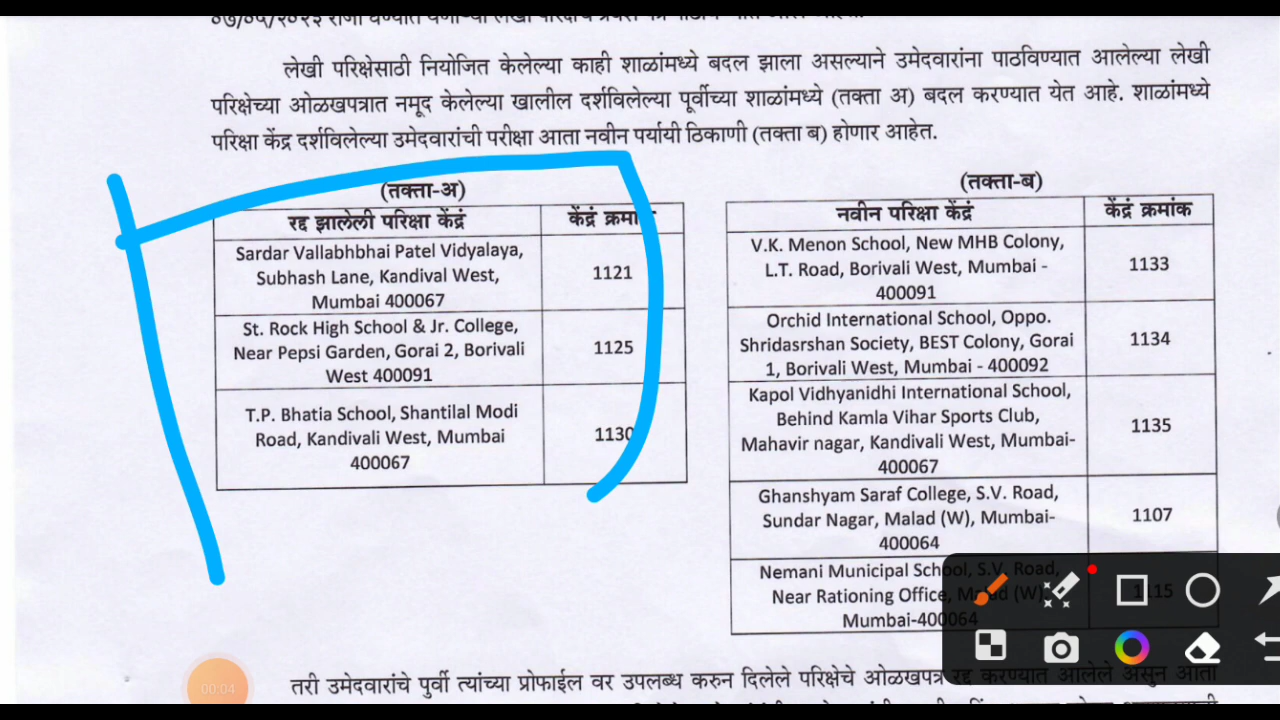 ०७/०५/२०२३ रोजी
लेखी परिक्षेसाठी नियोजित केलेल्या काही शाळांमध्ये बदल झाला असल्याने उमेदवारांना पाठविण्यात आलेल्या लेखी
परिक्षेच्या ओळखपत्रात नमूद केलेल्या खालील दर्शविलेल्या पूर्वीच्या शाळांमध्ये (तक्ता अ) बदल करण्यात येत आहे. शाळांमध्ये
परिक्षा केंद्र दर्शविलेल्या उमेदवारांची परीक्षा आता नवीन पर्यायी ठिकाणी (तक्ता ब) होणार आहेत.
(तक्ता-अ)
रद्द झालेली परिक्षा केंद्रं केंद्रं
Sardar Vallabhbhai Patel Vidyalaya,
Subhash Lane, Kandival West,
Mumbai 400067
1121
St. Rock High School & Jr. College,
Near Pepsi Garden, Gorai 2, Borivali
West 400091
1125
T.P. Bhatia School, Shantilal Modi
Road, Kandivali West, Mumbai
400067
1130
(तक्ता-ब)
नवीन परिक्षा केंद्रं केंद्रं क्रमांक
V.K. Menon School, New MHB Colony,
L.T. Road, Borivali West, Mumbai -
400091
1133
Orchid International School, Oppo.
Shridasrshan Society, BEST Colony, Gorai
1, Borivali West, Mumbai - 400092
1134
Kapol Vidhyanidhi International School,
Behind Kamla Vihar Sports Club,
Mahavir nagar, Kandivali West, Mumbai-
400067
1135
Ghanshyam Saraf College, S.V. Road,
Sundar Nagar, Malad (W), Mumbai-
400064
1107
Nemani Municipal School, S.V. Road,
Near Rationing Office, Malad (W),
Mumbai-400064
1115
तरी उमेदवारांचे पुर्वी त्यांच्या प्रोफाईल वर उपलब्ध करुन दिलेले परिक्षेचे ओळखपत्र रद्द करण्यात आलेले असुन आता
00:04